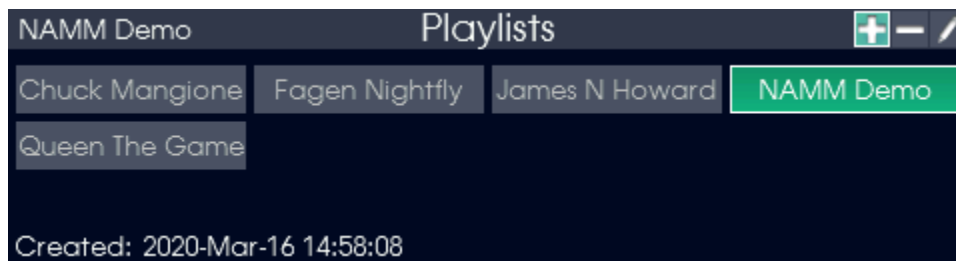 NAMM Demo Playlists
Chuck Mangione Fagen Nightfly James N Howard NAMM Demo
Queen The Game
Created: 2020-Mar-16 14:58:08